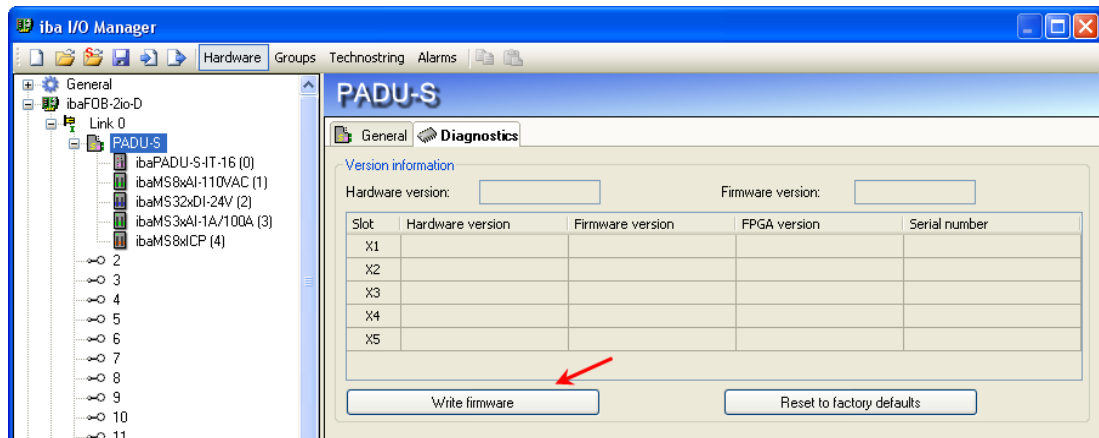 iba I/O Manager
Hardware Groups Technostring Alarms
General
ibaFOB-2io-D
Link 0
PADU-S
ibaPADU-S-IT-16 (0)
ibaMS8xAI-110VAC (1)
ibaMS32xDI-24V (2)
ibaMS3xAI-1A/100A (3)
ibaMS8xICP (4)
2
3
4
5
6
7
8
9
10
11
PADU-S
General Diagnostics
Version information
Hardware version: Firmware version:
Slot Hardware version Firmware version FPGA version Serial number
X1
X2
X3
X4
X5
Write firmware Reset to factory defaults